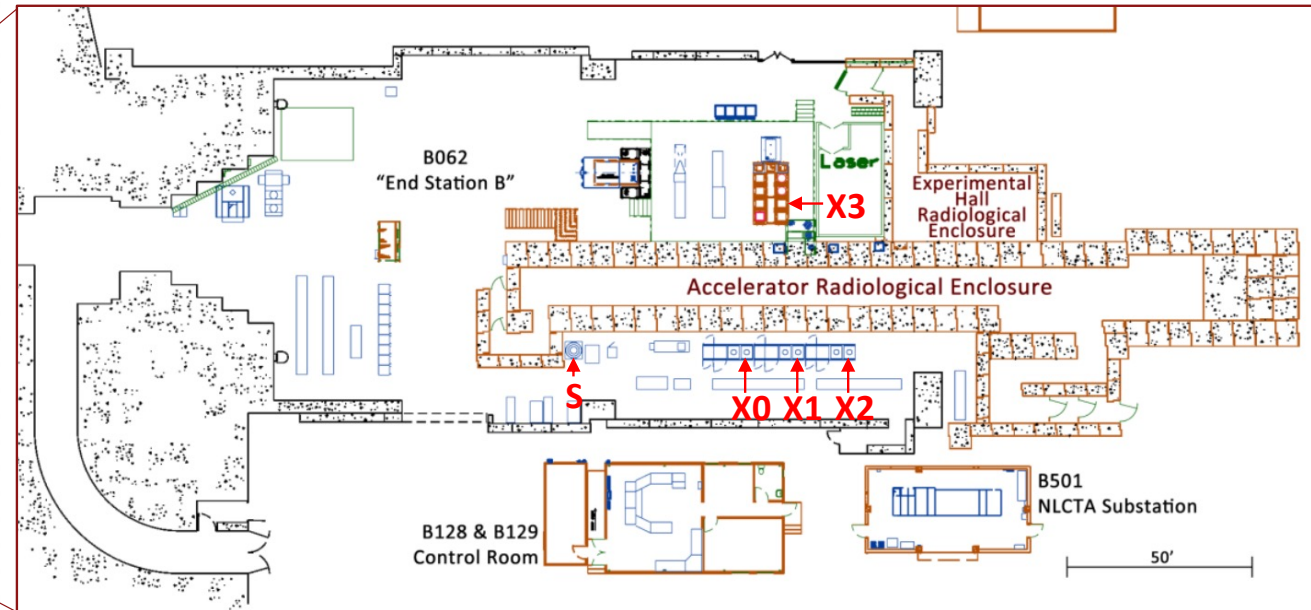 B062
“End Station B”
Laser
X3
Experimental
Hall
Radiological
Enclosure
Accelerator Radiological Enclosure
S
X0
X1
X2
B128 & B129
Control Room
B501
NLCTA Substation
50'